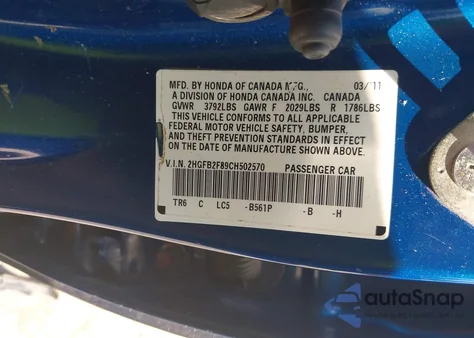 MFD. BY HONDA OF CANADA MFG., 03/11
A DIVISION OF HONDA CANADA INC. CANADA
GVWR 3792LBS GAWR F 2029LBS R 1786LBS
THIS VEHICLE CONFORMS TO ALL APPLICABLE
FEDERAL MOTOR VEHICLE SAFETY, BUMPER,
AND THEFT PREVENTION STANDARDS IN EFFECT
ON THE DATE OF MANUFACTURE SHOWN ABOVE.
V.I.N. 2HGFB2F89CH502570 PASSENGER CAR
TR6 C LC5 -B561P -B -H
autoSnap